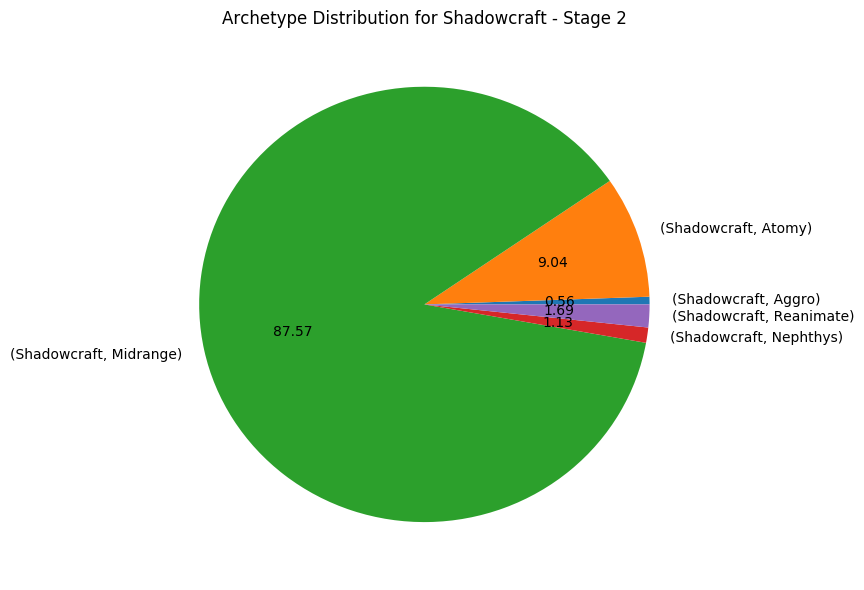 Archetype Distribution for Shadowcraft - Stage 2
(Shadowcraft, Atomy)
9.04
(Shadowcraft, Aggro)
0.56
(Shadowcraft, Reanimate)
1.69
(Shadowcraft, Nephthys)
1.13
87.57
(Shadowcraft, Midrange)